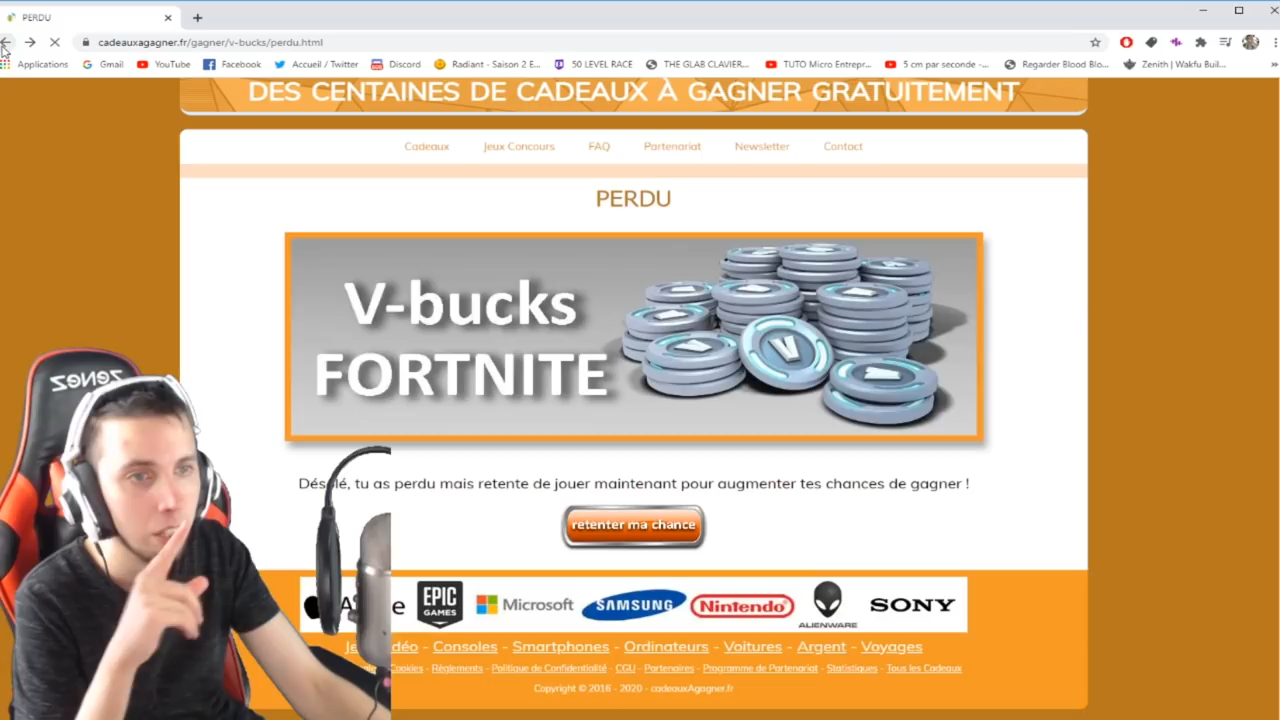 PERDU
cadeauxagagner.fr/gagner/v-bucks/perdu.html
Applications Gmail YouTube Facebook Accueil / Twitter Discord Radiant - Saison 2 E... 50 LEVEL RACE THE GLAB CLAVIER... TUTO Micro Entrepr... 5 cm par seconde -... Regarder Blood Blo... Zenith | Wakfu Buil...
DES CENTAINES DE CADEAUX À GAGNER GRATUITEMENT
Cadeaux Jeux Concours FAQ Partenariat Newsletter Contact
PERDU
V-bucks
FORTNITE
ZENEZ
Désolé, tu as perdu mais retente de jouer maintenant pour augmenter tes chances de gagner !
retenter ma chance
EPIC GAMES Microsoft SAMSUNG Nintendo ALIENWARE SONY
Consoles - Smartphones - Ordinateurs - Voitures - Argent - Voyages
Cookies - Règlements - Politique de Confidentialité - CGU - Partenaires - Programme de Partenariat - Statistiques - Tous les Cadeaux
Copyright © 2016 - 2020 - cadeauxAgagner.fr